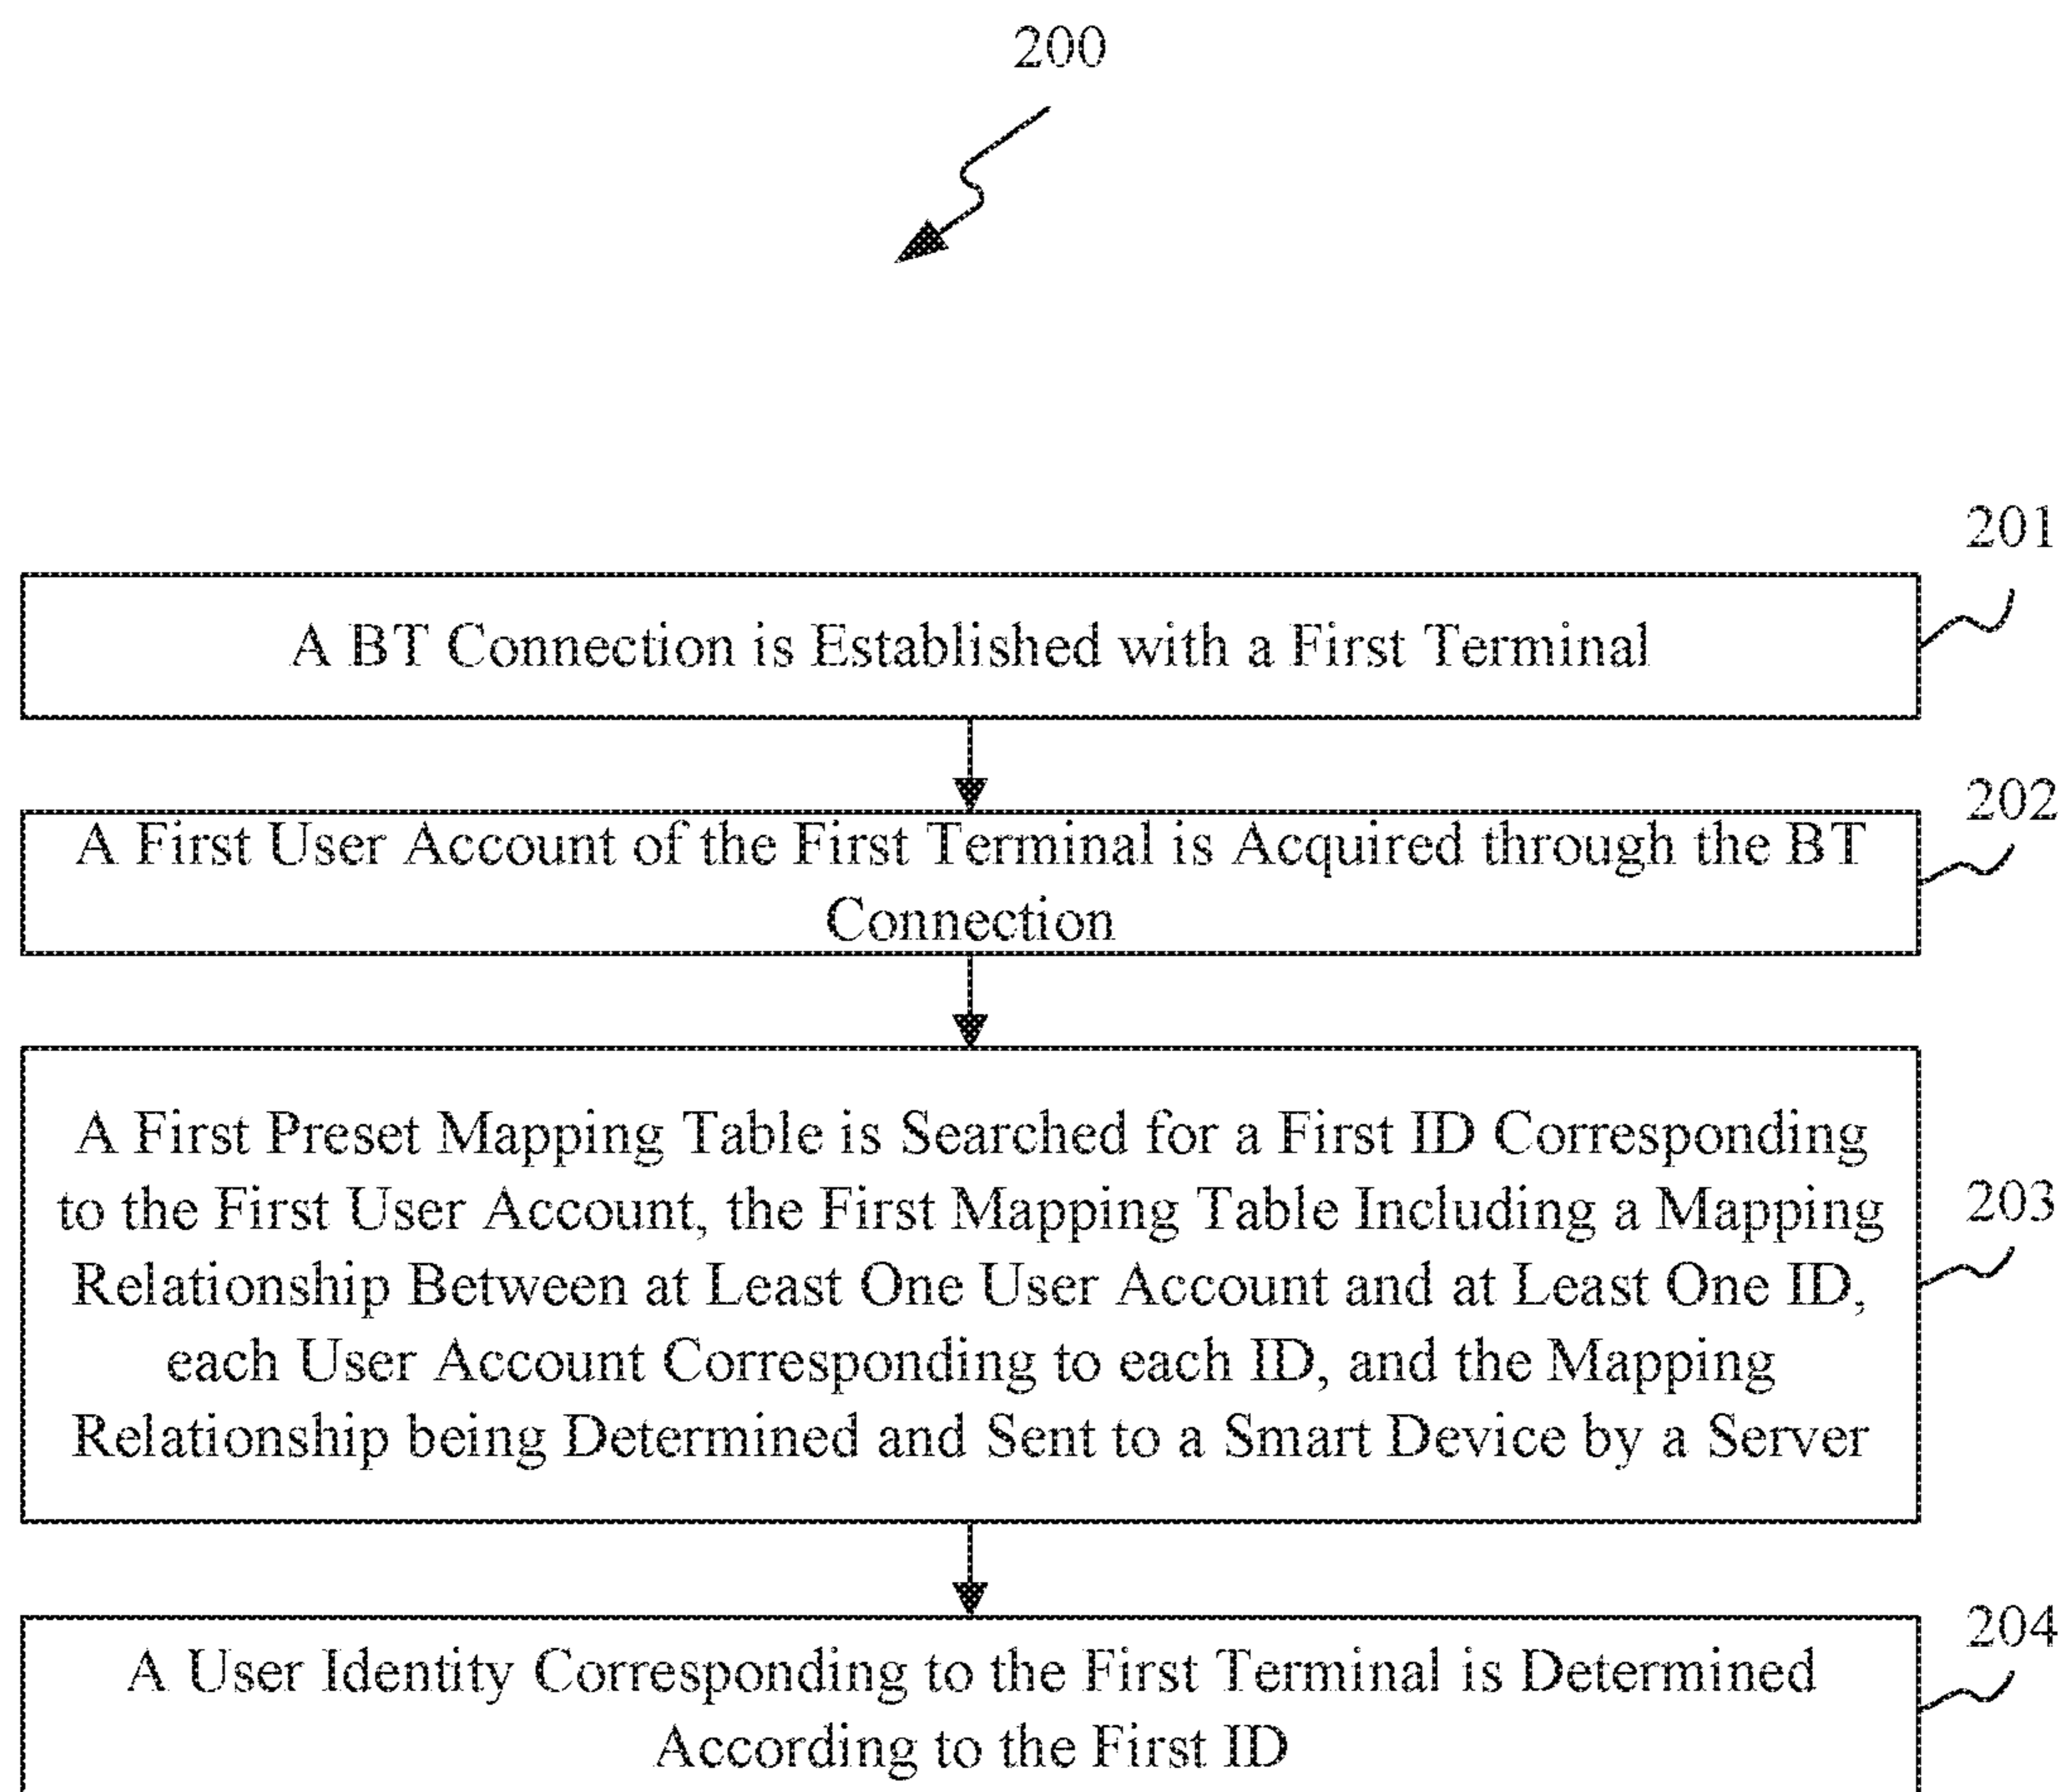 200
201
A BT Connection is Established with a First Terminal
202
A First User Account of the First Terminal is Acquired through the BT
Connection
A First Preset Mapping Table is Searched for a First ID Corresponding
to the First User Account, the First Mapping Table Including a Mapping
203
Relationship Between at Least One User Account and at Least One ID,
each User Account Corresponding to each ID, and the Mapping
Relationship being Determined and Sent to a Smart Device by a Server
204
A User Identity Corresponding to the First Terminal is Determined
According to the First ID